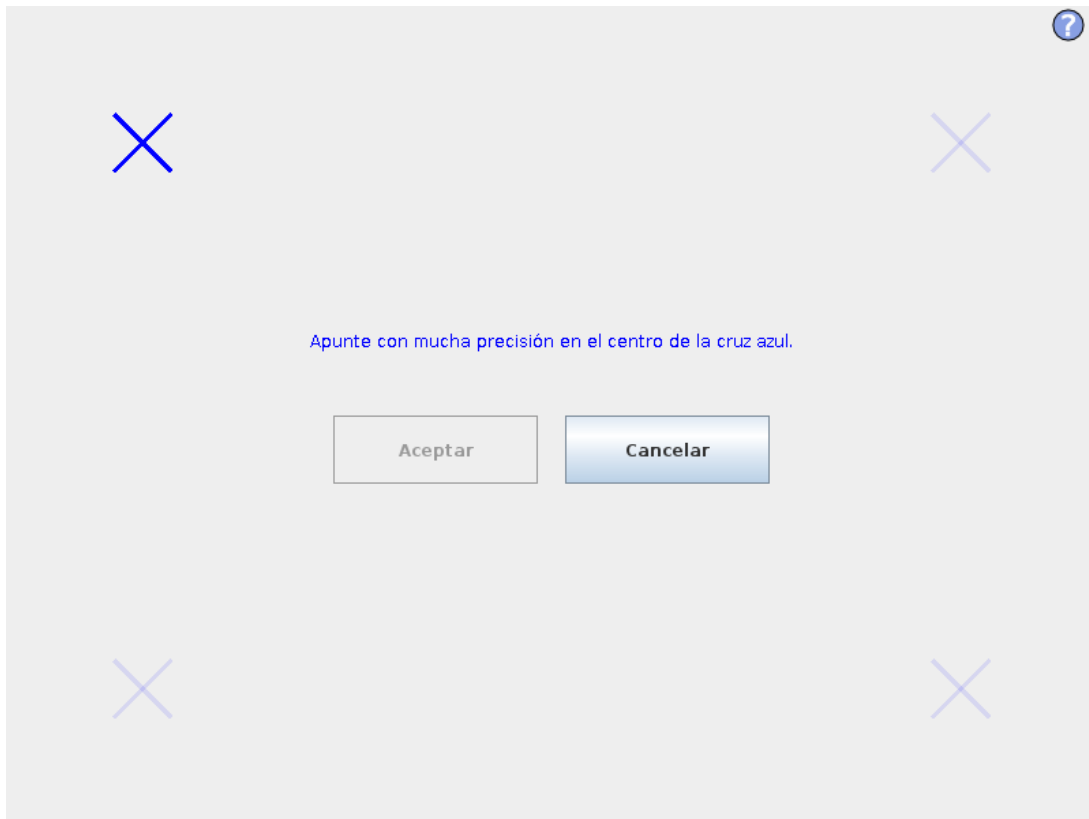 ?
Apunte con mucha precisión en el centro de la cruz azul.
Aceptar
Cancelar